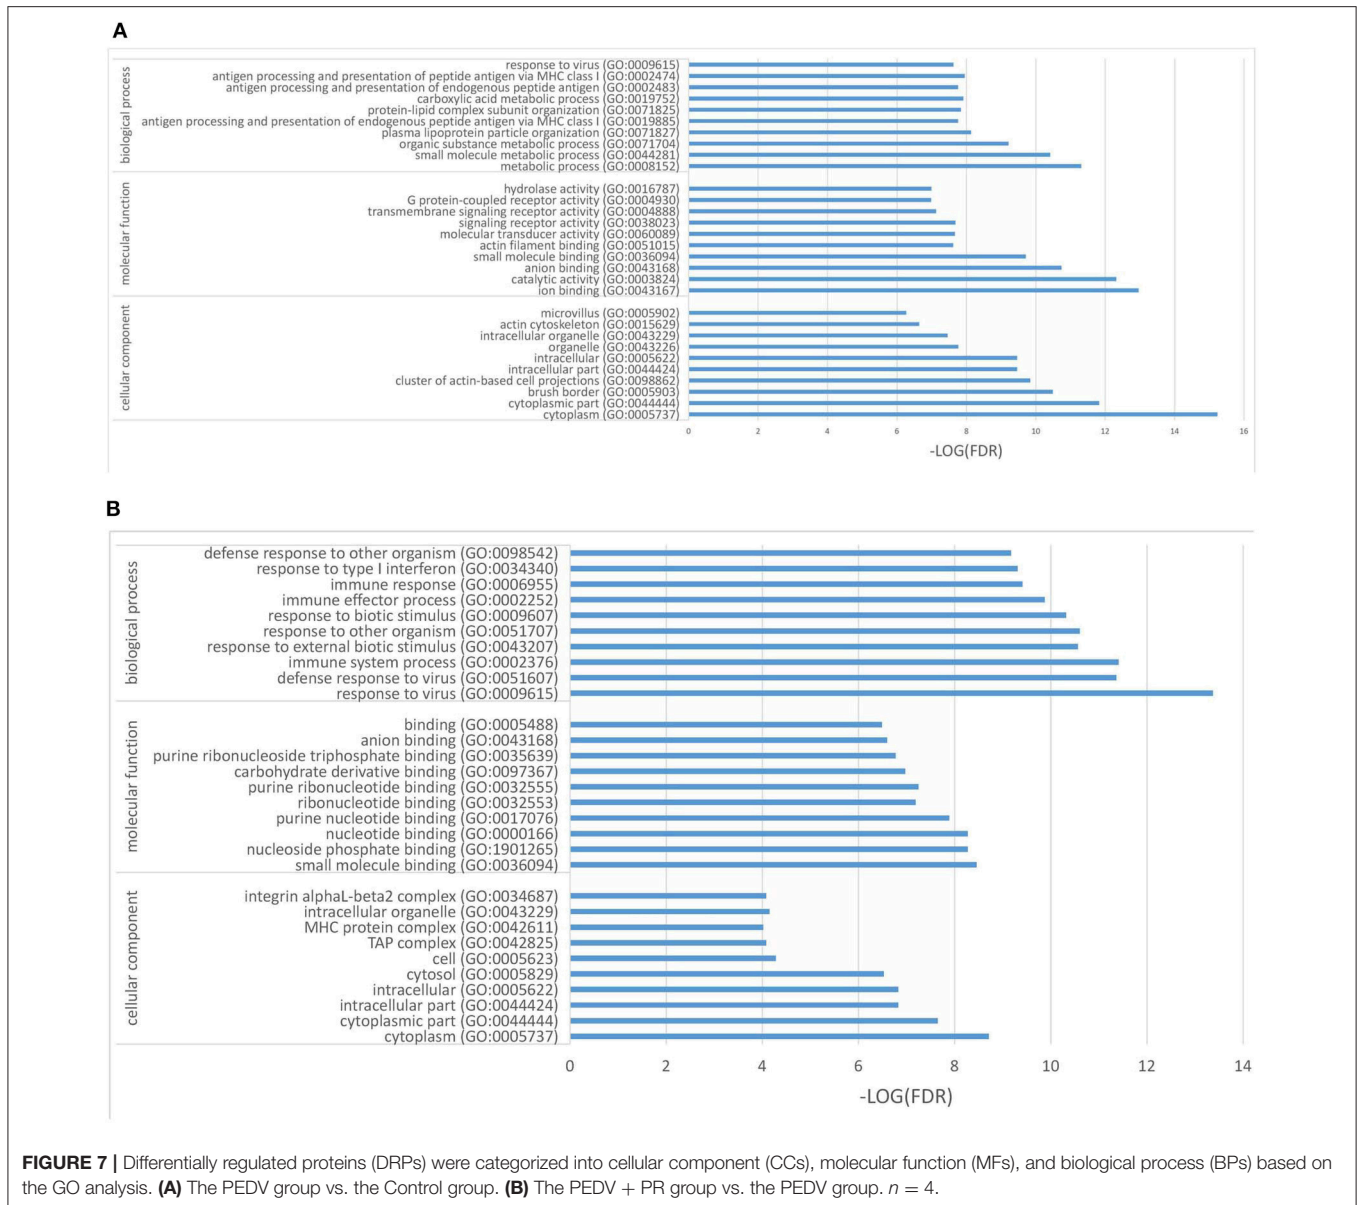 A
biological process
response to virus (GO:0009615)
antigen processing and presentation of peptide antigen via MHC class I (GO:0002474)
antigen processing and presentation of endogenous peptide antigen (GO:0002483)
carboxylic acid metabolic process (GO:0019752)
protein-lipid complex subunit organization (GO:0071825)
antigen processing and presentation of endogenous peptide antigen via MHC class I (GO:0019885)
plasma lipoprotein particle organization (GO:0071827)
organic substance metabolic process (GO:0071704)
small molecule metabolic process (GO:0044281)
metabolic process (GO:0008152)
molecular function
hydrolase activity (GO:0016787)
G protein-coupled receptor activity (GO:0004930)
transmembrane signaling receptor activity (GO:0004888)
signaling receptor activity (GO:0038023)
molecular transducer activity (GO:0060089)
actin filament binding (GO:0051015)
small molecule binding (GO:0036094)
anion binding (GO:0043168)
catalytic activity (GO:0003824)
ion binding (GO:0043167)
cellular component
microvillus (GO:0005902)
actin cytoskeleton (GO:0015629)
intracellular organelle (GO:0043229)
organelle (GO:0043226)
intracellular (GO:0005622)
intracellular part (GO:0044424)
cluster of actin-based cell projections (GO:0098862)
brush border (GO:0005903)
cytoplasmic part (GO:0044444)
cytoplasm (GO:0005737)
0 2 4 6 8 10 12 14 16
-LOG(FDR)
B
biological process
defense response to other organism (GO:0098542)
response to type I interferon (GO:0034340)
immune response (GO:0006955)
immune effector process (GO:0002252)
response to biotic stimulus (GO:0009607)
response to other organism (GO:0051707)
response to external biotic stimulus (GO:0043207)
immune system process (GO:0002376)
defense response to virus (GO:0051607)
response to virus (GO:0009615)
molecular function
binding (GO:0005488)
anion binding (GO:0043168)
purine ribonucleoside triphosphate binding (GO:0035639)
carbohydrate derivative binding (GO:0097367)
purine ribonucleotide binding (GO:0032555)
ribonucleotide binding (GO:0032553)
purine nucleotide binding (GO:0017076)
nucleotide binding (GO:0000166)
nucleoside phosphate binding (GO:1901265)
small molecule binding (GO:0036094)
cellular component
integrin alphaL-beta2 complex (GO:0034687)
intracellular organelle (GO:0043229)
MHC protein complex (GO:0042611)
TAP complex (GO:0042825)
cell (GO:0005623)
cytosol (GO:0005829)
intracellular (GO:0005622)
intracellular part (GO:0044424)
cytoplasmic part (GO:0044444)
cytoplasm (GO:0005737)
0 2 4 6 8 10 12 14
-LOG(FDR)
FIGURE 7 | Differentially regulated proteins (DRPs) were categorized into cellular component (CCs), molecular function (MFs), and biological process (BPs) based on
the GO analysis. (A) The PEDV group vs. the Control group. (B) The PEDV + PR group vs. the PEDV group. n = 4.